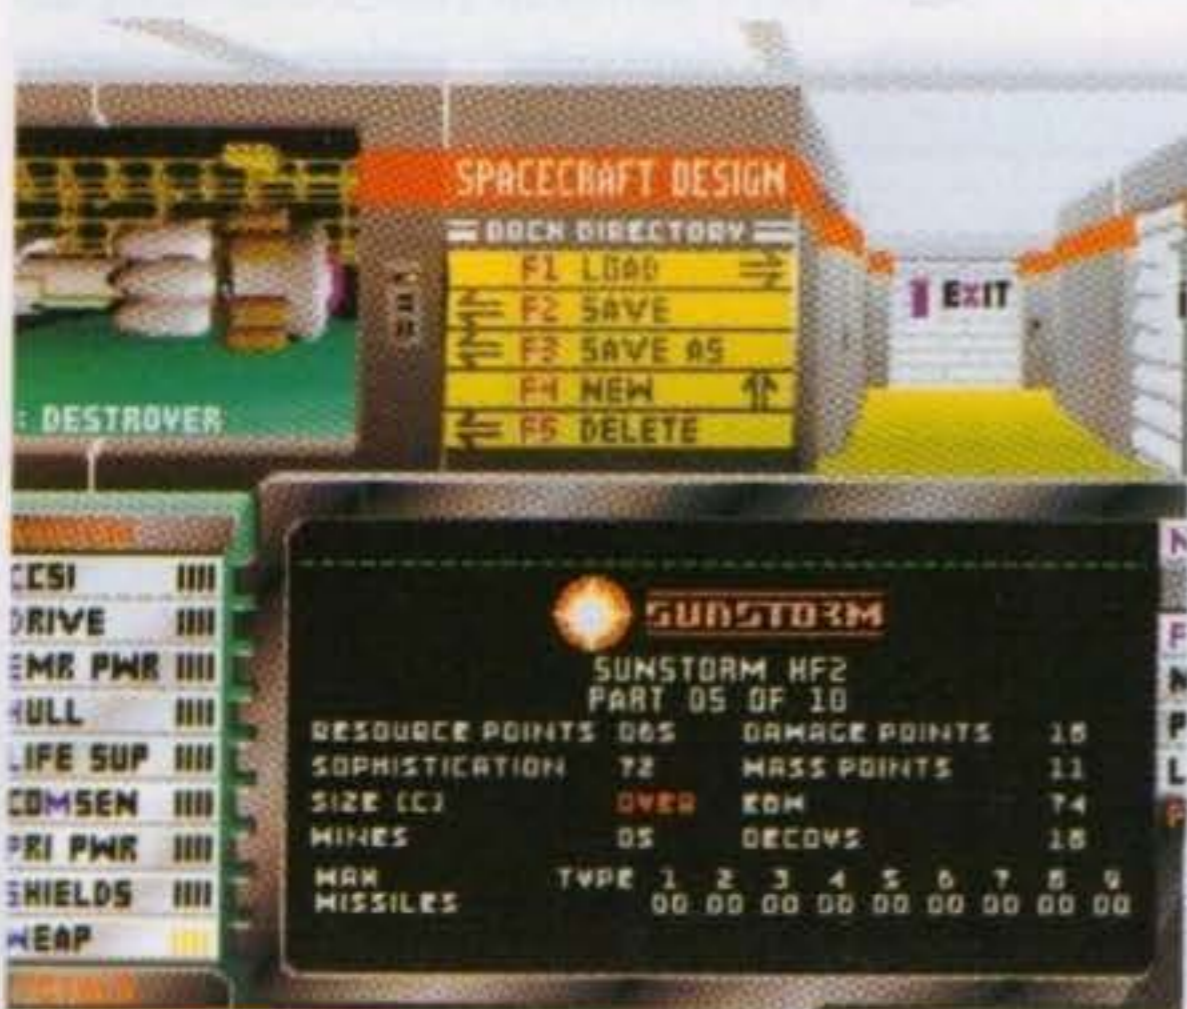 SPACECRAFT DESIGN
DOCK DIRECTORY
F1 LOAD
F2 SAVE
F3 SAVE AS
F4 NEW
F5 DELETE
EXIT
: DESTROYER
CCSI
DRIVE
EMR PWR
HULL
LIFE SUP
COMSEN
PRI PWR
SHIELDS
WEAP
SUNSTORM
SUNSTORM HF2
PART 05 OF 10
RESOURCE POINTS 065 DAMAGE POINTS 15
SOPHISTICATION 72 MASS POINTS 11
SIZE (C) OVER EDM 74
MINES 05 DECOYS 18
MAX TYPE 1 2 3 4 5 6 7 8 9
MISSILES 00 00 00 00 00 00 00 00 00